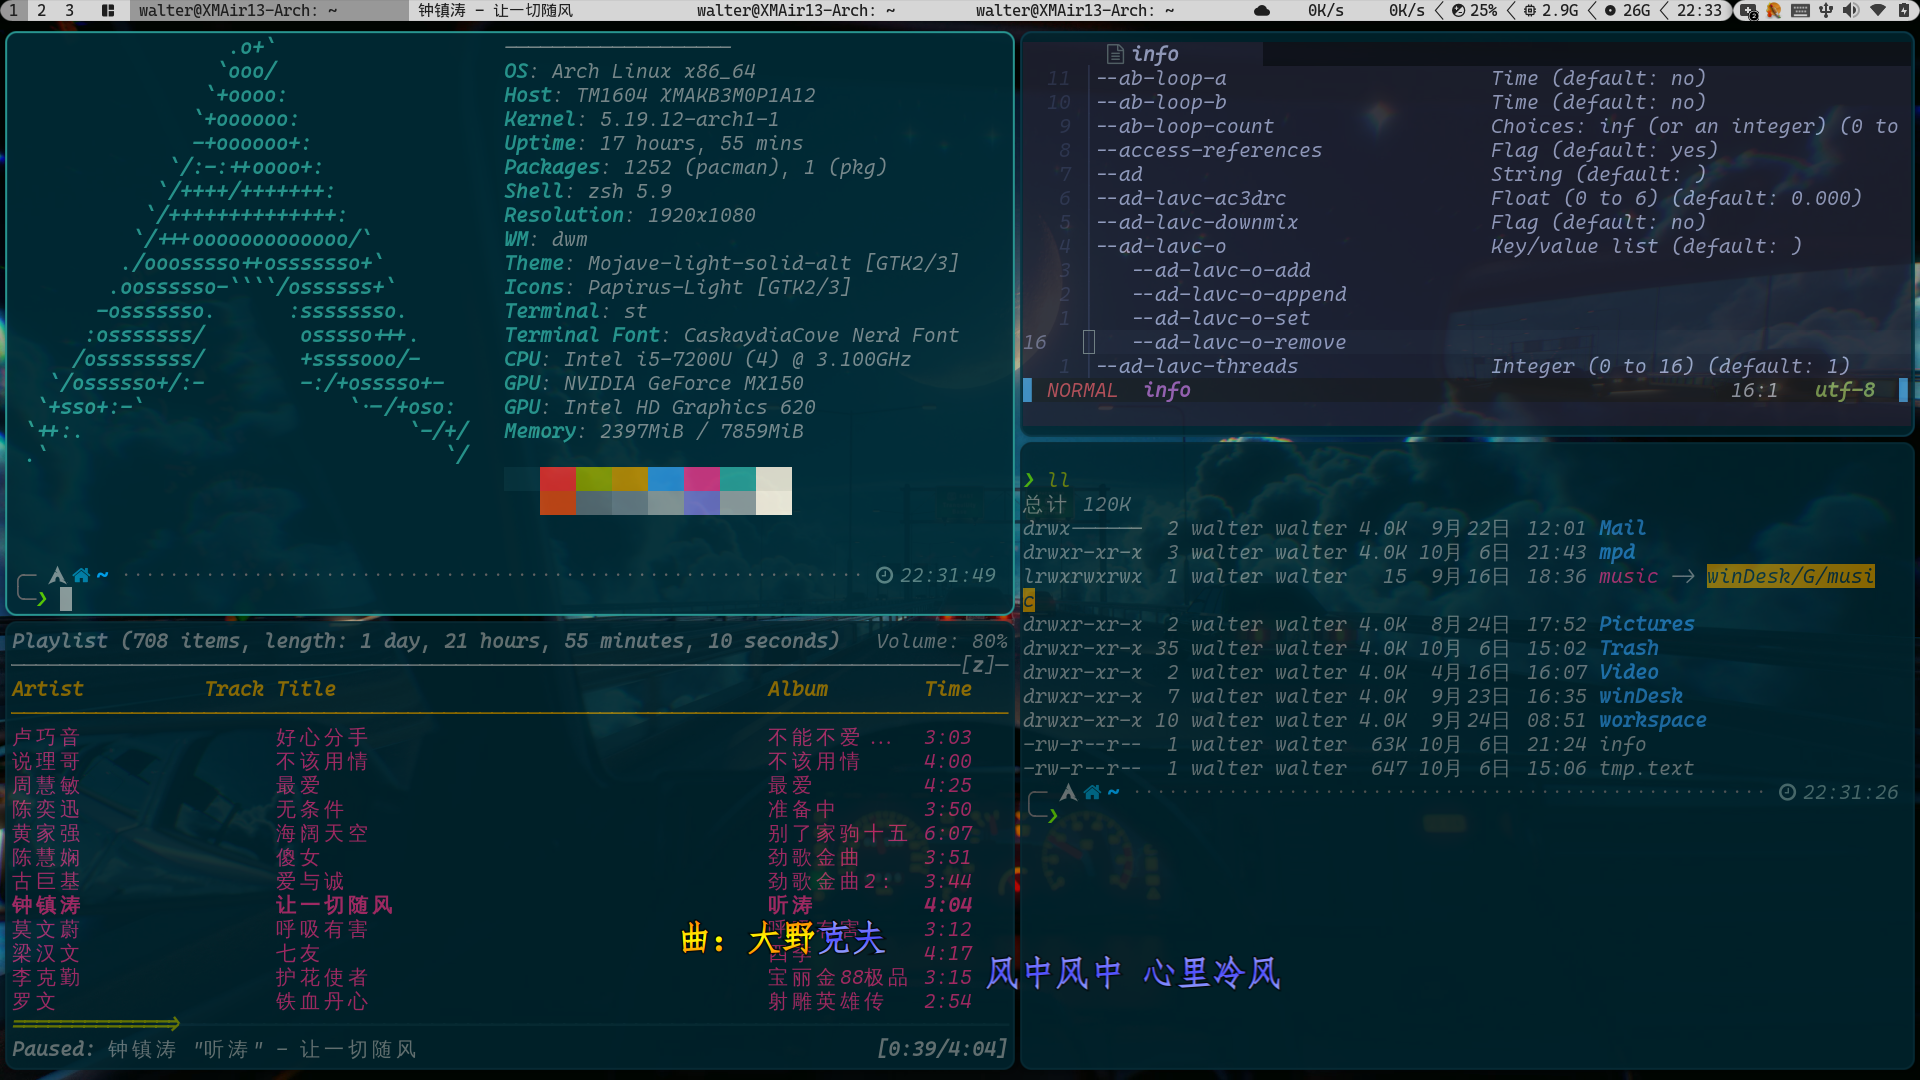 1 2 3 walter@XMAir13-Arch: ~ 钟镇涛 - 让一切随风 walter@XMAir13-Arch: ~ walter@XMAir13-Arch: ~ 0K/s 0K/s 25% 2.9G 26G 22:33
.o+`
`ooo/
`+oooo:
`+oooooo:
-+oooooo+:
`/:-:++oooo+:
`/++++/+++++++:
`/++++++++++++++:
`/+++ooooooooooooo/`
./ooosssso++osssssso+`
.oossssso-````/ossssss+`
-osssssso. :ssssssso.
:osssssss/ osssso+++.
/ossssssss/ +ssssooo/-
`/ossssso+/:- -:/+osssso+-
`+sso+:-` `.-/+oso:
`++:. `-/+/
.` `/
OS: Arch Linux x86_64
Host: TM1604 XMAKB3M0P1A12
Kernel: 5.19.12-arch1-1
Uptime: 17 hours, 55 mins
Packages: 1252 (pacman), 1 (pkg)
Shell: zsh 5.9
Resolution: 1920x1080
WM: dwm
Theme: Mojave-light-solid-alt [GTK2/3]
Icons: Papirus-Light [GTK2/3]
Terminal: st
Terminal Font: CaskaydiaCove Nerd Font
CPU: Intel i5-7200U (4) @ 3.100GHz
GPU: NVIDIA GeForce MX150
GPU: Intel HD Graphics 620
Memory: 2397MiB / 7859MiB
~ 22:31:49
❯
info
11 --ab-loop-a Time (default: no)
10 --ab-loop-b Time (default: no)
9 --ab-loop-count Choices: inf (or an integer) (0 to
8 --access-references Flag (default: yes)
7 --ad String (default: )
6 --ad-lavc-ac3drc Float (0 to 6) (default: 0.000)
5 --ad-lavc-downmix Flag (default: no)
4 --ad-lavc-o Key/value list (default: )
3 --ad-lavc-o-add
2 --ad-lavc-o-append
1 --ad-lavc-o-set
16 --ad-lavc-o-remove
1 --ad-lavc-threads Integer (0 to 16) (default: 1)
NORMAL info 16:1 utf-8
❯ ll
总计 120K
drwx------ 2 walter walter 4.0K 9月 22日 12:01 Mail
drwxr-xr-x 3 walter walter 4.0K 10月 6日 21:43 mpd
lrwxrwxrwx 1 walter walter 15 9月 16日 18:36 music -> winDesk/G/musi
c
drwxr-xr-x 2 walter walter 4.0K 8月 24日 17:52 Pictures
drwxr-xr-x 35 walter walter 4.0K 10月 6日 15:02 Trash
drwxr-xr-x 2 walter walter 4.0K 4月 16日 16:07 Video
drwxr-xr-x 7 walter walter 4.0K 9月 23日 16:35 winDesk
drwxr-xr-x 10 walter walter 4.0K 9月 24日 08:51 workspace
-rw-r--r-- 1 walter walter 63K 10月 6日 21:24 info
-rw-r--r-- 1 walter walter 647 10月 6日 15:06 tmp.text
~ 22:31:26
❯
Playlist (708 items, length: 1 day, 21 hours, 55 minutes, 10 seconds) Volume: 80%
[z]
Artist Track Title Album Time
卢巧音 好心分手 不能不爱 ... 3:03
说理哥 不该用情 不该用情 4:00
周慧敏 最爱 最爱 4:25
陈奕迅 无条件 准备中 3:50
黄家强 海阔天空 别了家驹十五 6:07
陈慧娴 傻女 劲歌金曲 3:51
古巨基 爱与诚 劲歌金曲2: 3:44
钟镇涛 让一切随风 听涛 4:04
莫文蔚 呼吸有害 呼吸有害 3:12
梁汉文 七友 四季 4:17
李克勤 护花使者 宝丽金88极品 3:15
罗文 铁血丹心 射雕英雄传 2:54
Paused: 钟镇涛 "听涛" - 让一切随风 [0:39/4:04]
曲：大野克夫
风中风中 心里冷风